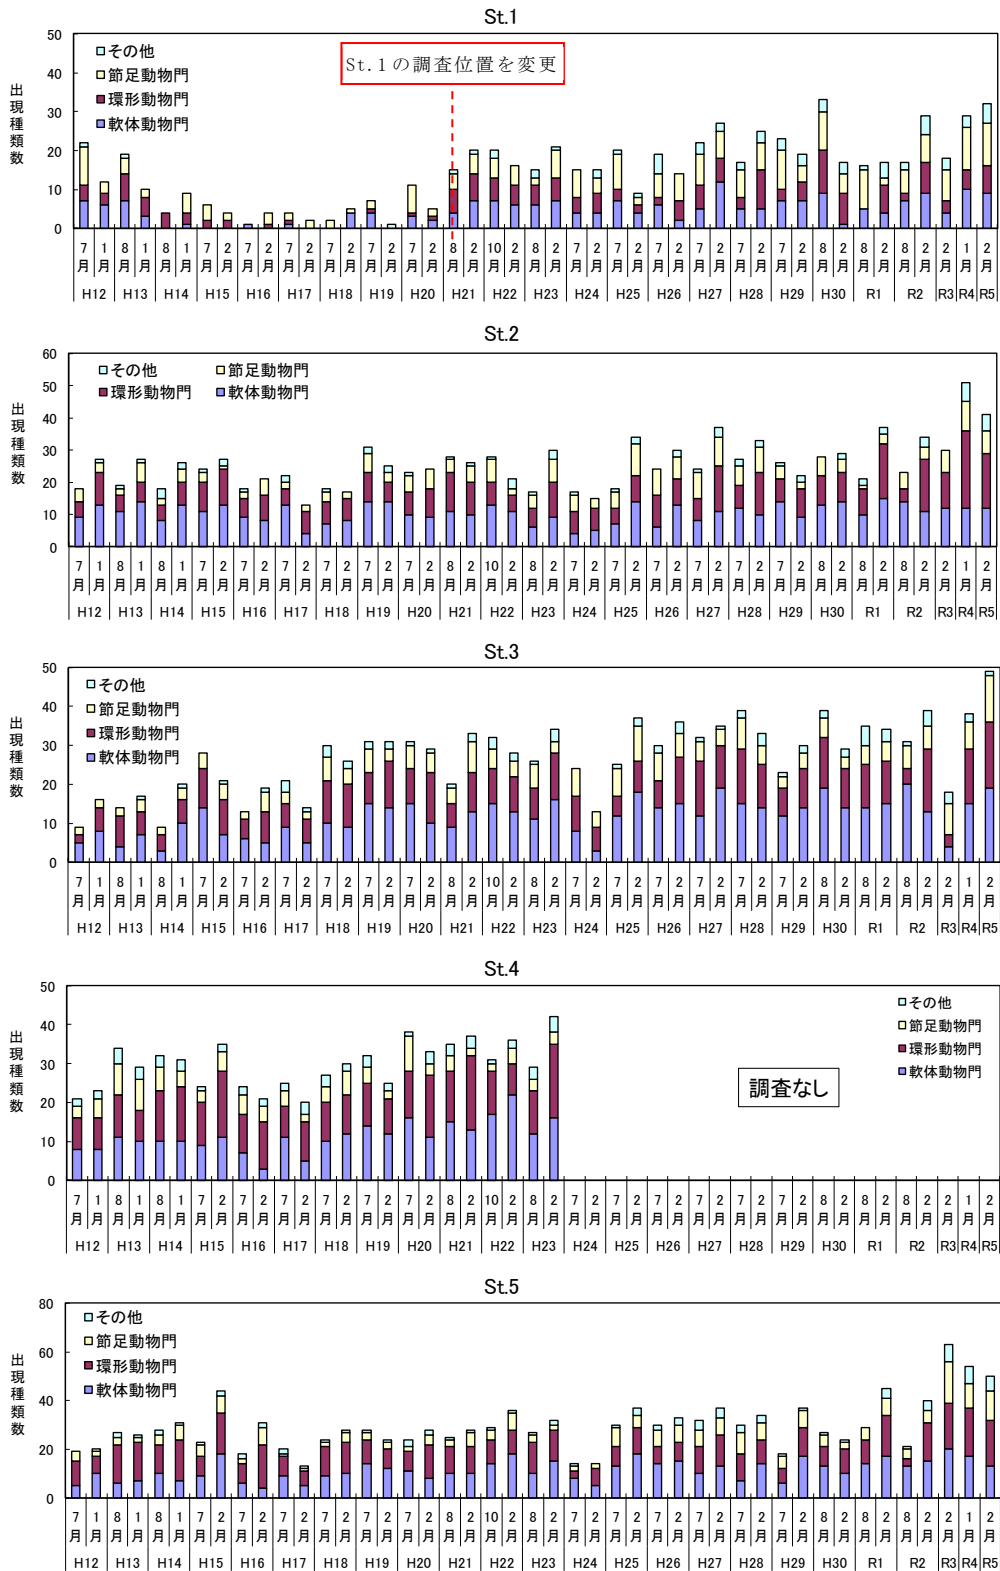 St.1
出現種類数
50
40
30
20
10
0
その他
節足動物門
環形動物門
軟体動物門
St.1の調査位置を変更
7月 1月 8月 1月 8月 1月 7月 2月 7月 2月 7月 2月 7月 2月 7月 2月 7月 2月 8月 2月 10月 2月 8月 2月 7月 2月 7月 2月 7月 2月 7月 2月 7月 2月 7月 2月 8月 2月 8月 2月 8月 2月 2月 1月 2月
H12 H13 H14 H15 H16 H17 H18 H19 H20 H21 H22 H23 H24 H25 H26 H27 H28 H29 H30 R1 R2 R3 R4 R5
St.2
出現種類数
60
50
40
30
20
10
0
その他 節足動物門
環形動物門 軟体動物門
7月 1月 8月 1月 8月 1月 7月 2月 7月 2月 7月 2月 7月 2月 7月 2月 7月 2月 8月 2月 10月 2月 8月 2月 7月 2月 7月 2月 7月 2月 7月 2月 7月 2月 7月 2月 8月 2月 8月 2月 8月 2月 2月 1月 2月
H12 H13 H14 H15 H16 H17 H18 H19 H20 H21 H22 H23 H24 H25 H26 H27 H28 H29 H30 R1 R2 R3 R4 R5
St.3
出現種類数
50
40
30
20
10
0
その他
節足動物門
環形動物門
軟体動物門
7月 1月 8月 1月 8月 1月 7月 2月 7月 2月 7月 2月 7月 2月 7月 2月 7月 2月 8月 2月 10月 2月 8月 2月 7月 2月 7月 2月 7月 2月 7月 2月 7月 2月 7月 2月 8月 2月 8月 2月 8月 2月 2月 1月 2月
H12 H13 H14 H15 H16 H17 H18 H19 H20 H21 H22 H23 H24 H25 H26 H27 H28 H29 H30 R1 R2 R3 R4 R5
St.4
出現種類数
50
40
30
20
10
0
その他
節足動物門
環形動物門
軟体動物門
調査なし
7月 1月 8月 1月 8月 1月 7月 2月 7月 2月 7月 2月 7月 2月 7月 2月 7月 2月 8月 2月 10月 2月 8月 2月 7月 2月 7月 2月 7月 2月 7月 2月 7月 2月 7月 2月 8月 2月 8月 2月 8月 2月 2月 1月 2月
H12 H13 H14 H15 H16 H17 H18 H19 H20 H21 H22 H23 H24 H25 H26 H27 H28 H29 H30 R1 R2 R3 R4 R5
St.5
出現種類数
80
60
40
20
0
その他
節足動物門
環形動物門
軟体動物門
7月 1月 8月 1月 8月 1月 7月 2月 7月 2月 7月 2月 7月 2月 7月 2月 7月 2月 8月 2月 10月 2月 8月 2月 7月 2月 7月 2月 7月 2月 7月 2月 7月 2月 7月 2月 8月 2月 8月 2月 8月 2月 2月 1月 2月
H12 H13 H14 H15 H16 H17 H18 H19 H20 H21 H22 H23 H24 H25 H26 H27 H28 H29 H30 R1 R2 R3 R4 R5